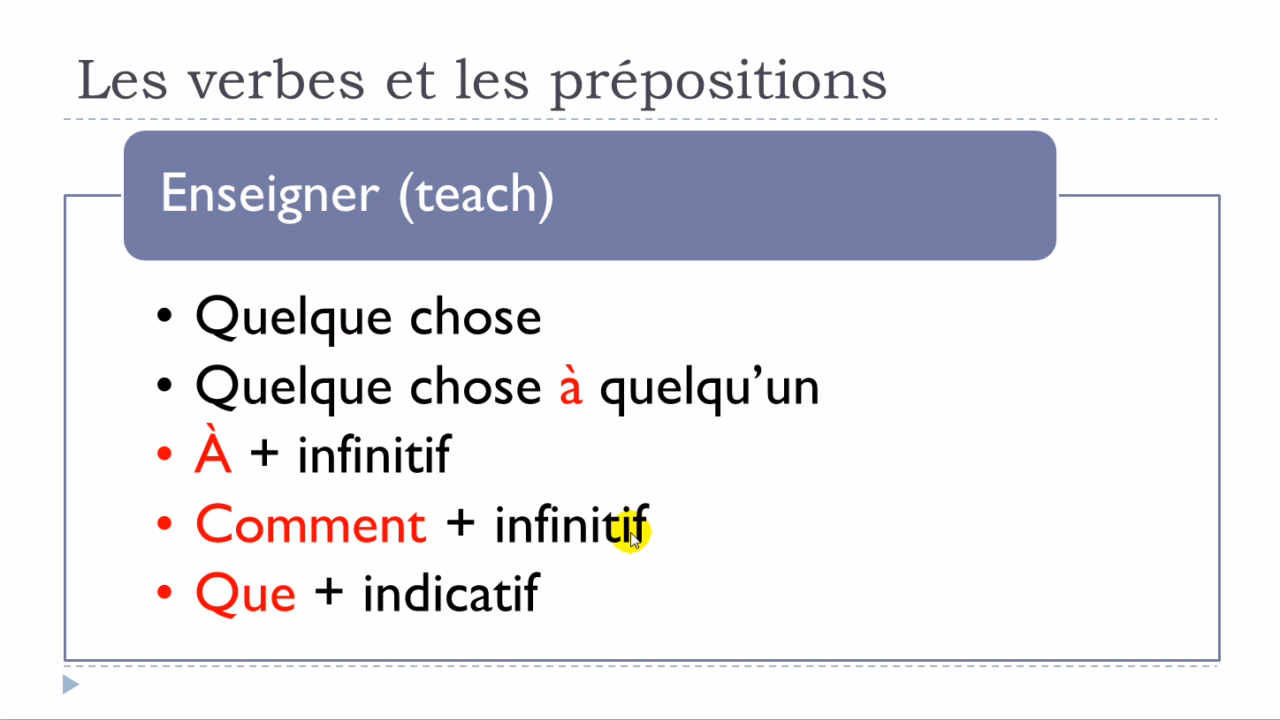 Les verbes et les prépositions
Enseigner (teach)
• Quelque chose
• Quelque chose à quelqu’un
• À + infinitif
• Comment + infinitif
• Que + indicatif